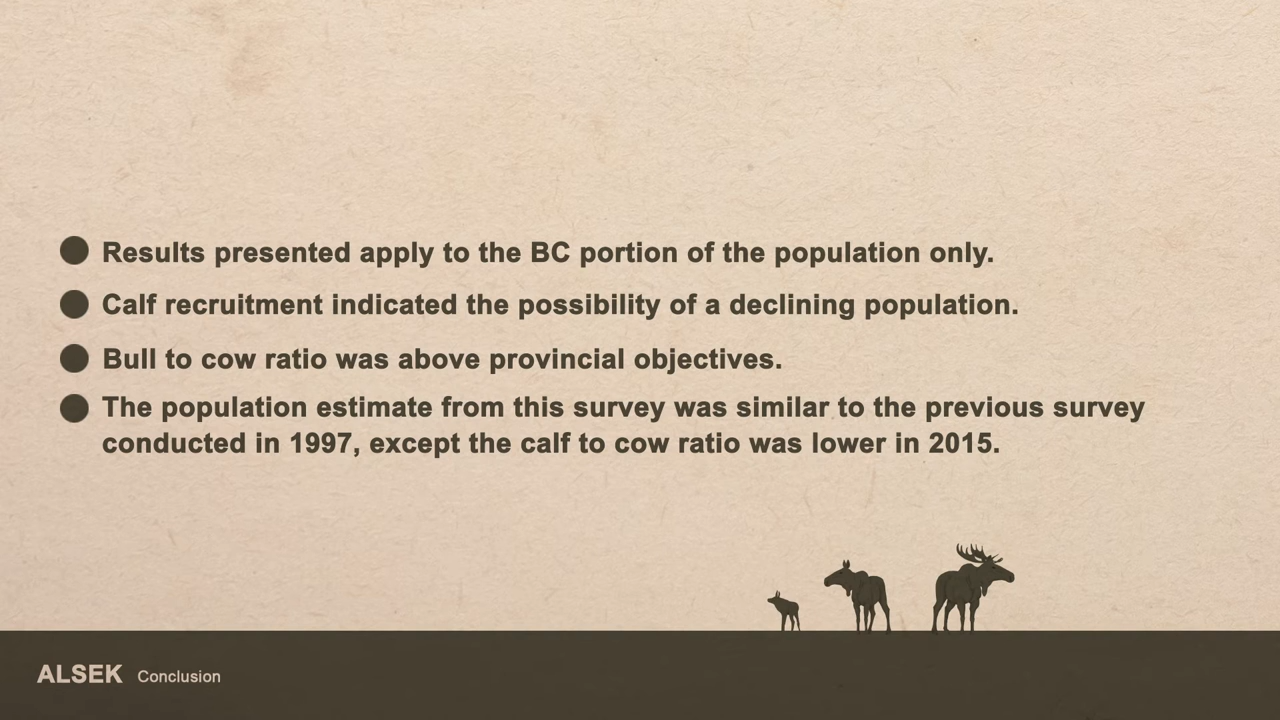 Results presented apply to the BC portion of the population only.
Calf recruitment indicated the possibility of a declining population.
Bull to cow ratio was above provincial objectives.
The population estimate from this survey was similar to the previous survey
conducted in 1997, except the calf to cow ratio was lower in 2015.
ALSEK Conclusion